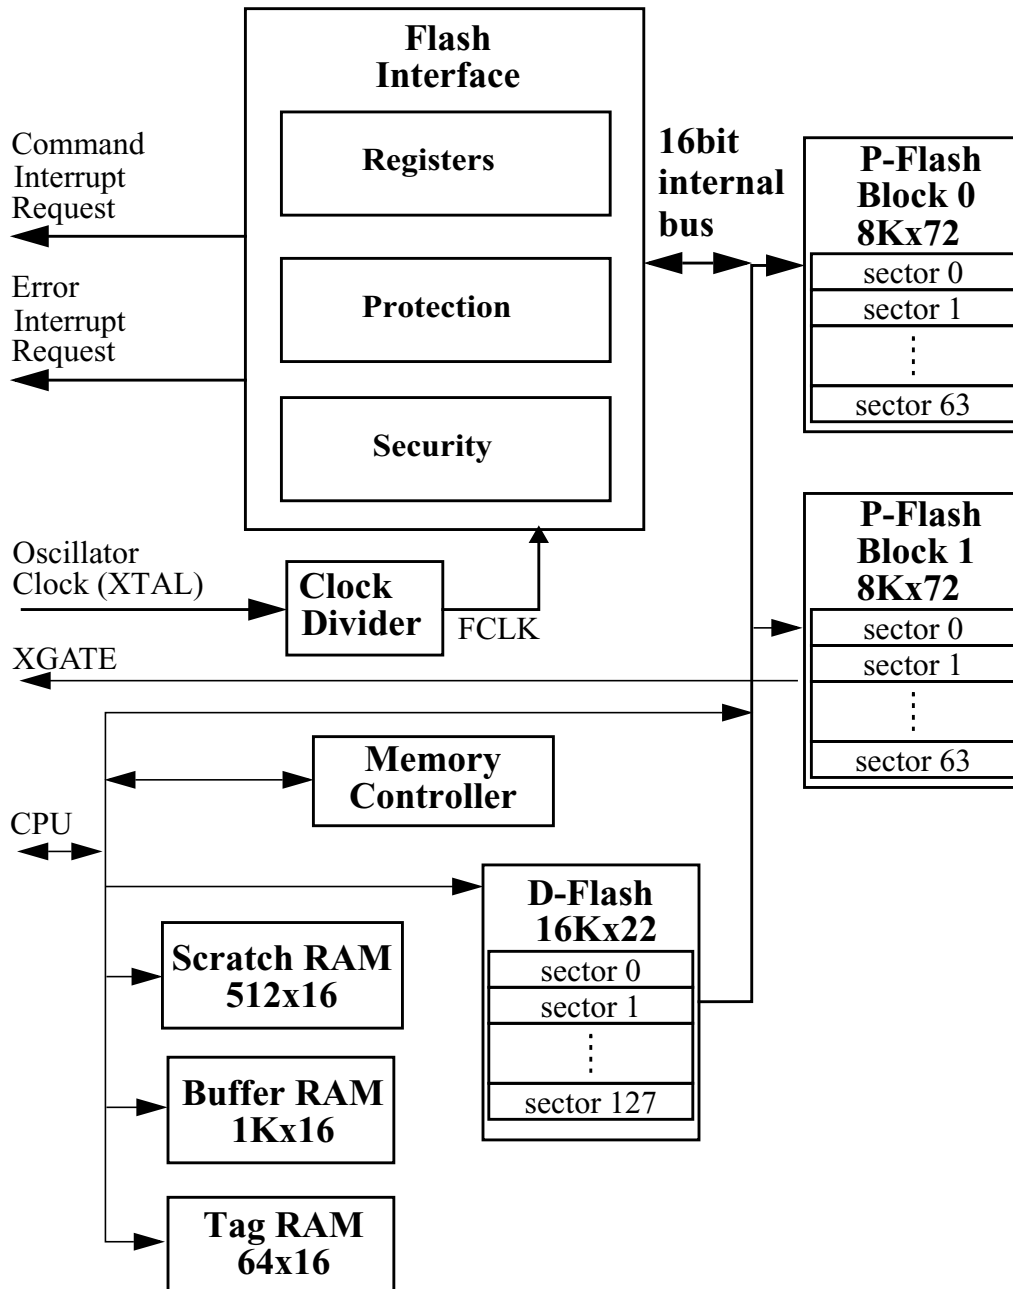 Flash
Interface
Registers
Protection
Security
Command
Interrupt
Request
Error
Interrupt
Request
16bit
internal
bus
P-Flash
Block 0
8Kx72
sector 0
sector 1
sector 63
P-Flash
Block 1
8Kx72
sector 0
sector 1
sector 63
Oscillator
Clock (XTAL)
Clock
Divider
FCLK
XGATE
Memory
Controller
CPU
D-Flash
16Kx22
sector 0
sector 1
sector 127
Scratch RAM
512x16
Buffer RAM
1Kx16
Tag RAM
64x16